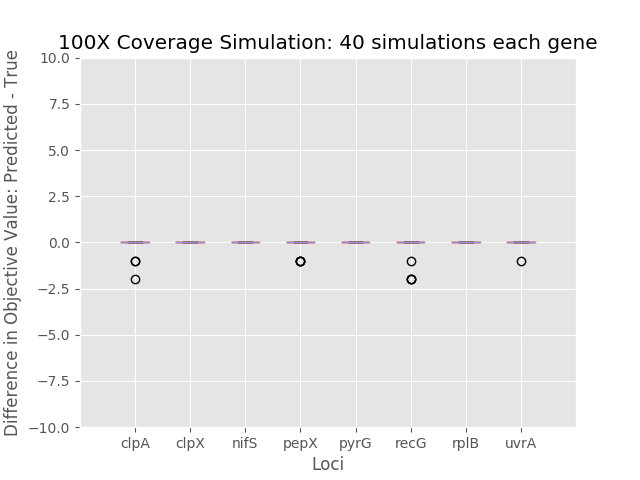 100X Coverage Simulation: 40 simulations each gene
Difference in Objective Value: Predicted - True
10.0
7.5
5.0
2.5
0.0
−2.5
−5.0
−7.5
−10.0
clpA clpX nifS pepX pyrG recG rplB uvrA
Loci